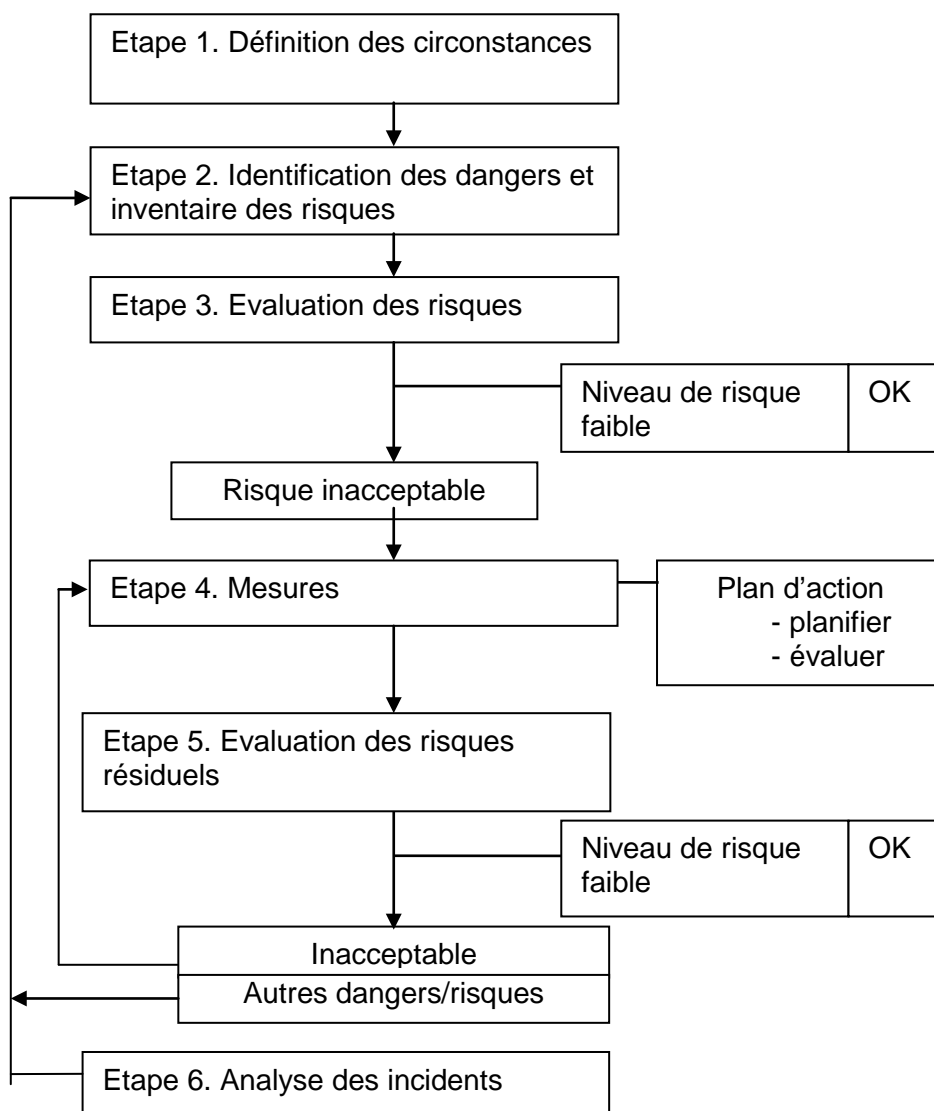 Etape 1. Définition des circonstances
Etape 2. Identification des dangers et
inventaire des risques
Etape 3. Evaluation des risques
Niveau de risque
faible
OK
Risque inacceptable
Etape 4. Mesures
Plan d’action
- planifier
- évaluer
Etape 5. Evaluation des risques
résiduels
Niveau de risque
faible
OK
Inacceptable
Autres dangers/risques
Etape 6. Analyse des incidents